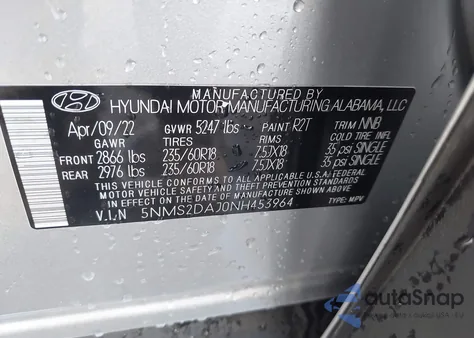 MANUFACTURED BY
HYUNDAI MOTOR MANUFACTURING ALABAMA, LLC
Apr/09/22 GVWR 5247 lbs PAINT R2T TRIM NNB
GAWR TIRES RIMS COLD TIRE INFL
FRONT 2866 lbs 235/60R18 7.5JX18 35 psi SINGLE
REAR 2976 lbs 235/60R18 7.5JX18 35 psi SINGLE
THIS VEHICLE CONFORMS TO ALL APPLICABLE U.S.A. FEDERAL
MOTOR VEHICLE SAFETY AND THEFT PREVENTION STANDARDS
IN EFFECT ON THE DATE OF MANUFACTURE SHOWN ABOVE.
V.I.N 5NMS2DAJ0NH453964 TYPE: MPV
autoSnap